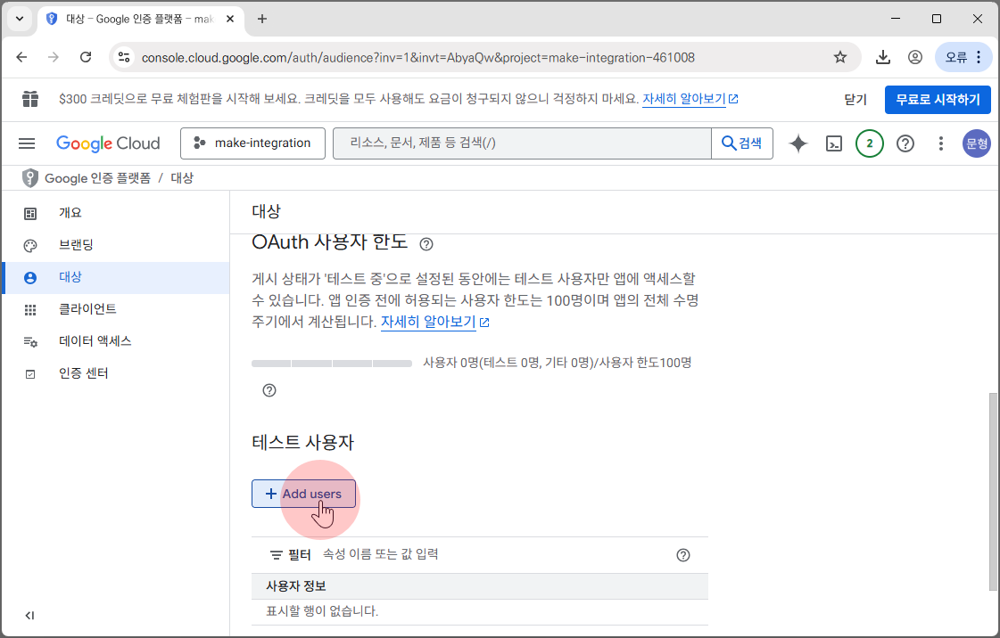 대상 – Google 인증 플랫폼 – mak
console.cloud.google.com/auth/audience?inv=1&invt=AbyaQw&project=make-integration-461008
오류
$300 크레딧으로 무료 체험판을 시작해 보세요. 크레딧을 모두 사용해도 요금이 청구되지 않으니 걱정하지 마세요. 자세히 알아보기
닫기
무료로 시작하기
Google Cloud
make-integration
리소스, 문서, 제품 등 검색(/)
검색
2
문형
Google 인증 플랫폼 / 대상
개요
브랜딩
대상
클라이언트
데이터 액세스
인증 센터
대상
OAuth 사용자 한도
게시 상태가 '테스트 중'으로 설정된 동안에는 테스트 사용자만 앱에 액세스할
수 있습니다. 앱 인증 전에 허용되는 사용자 한도는 100명이며 앱의 전체 수명
주기에서 계산됩니다. 자세히 알아보기
사용자 0명(테스트 0명, 기타 0명)/사용자 한도100명
테스트 사용자
+ Add users
필터 속성 이름 또는 값 입력
사용자 정보
표시할 행이 없습니다.